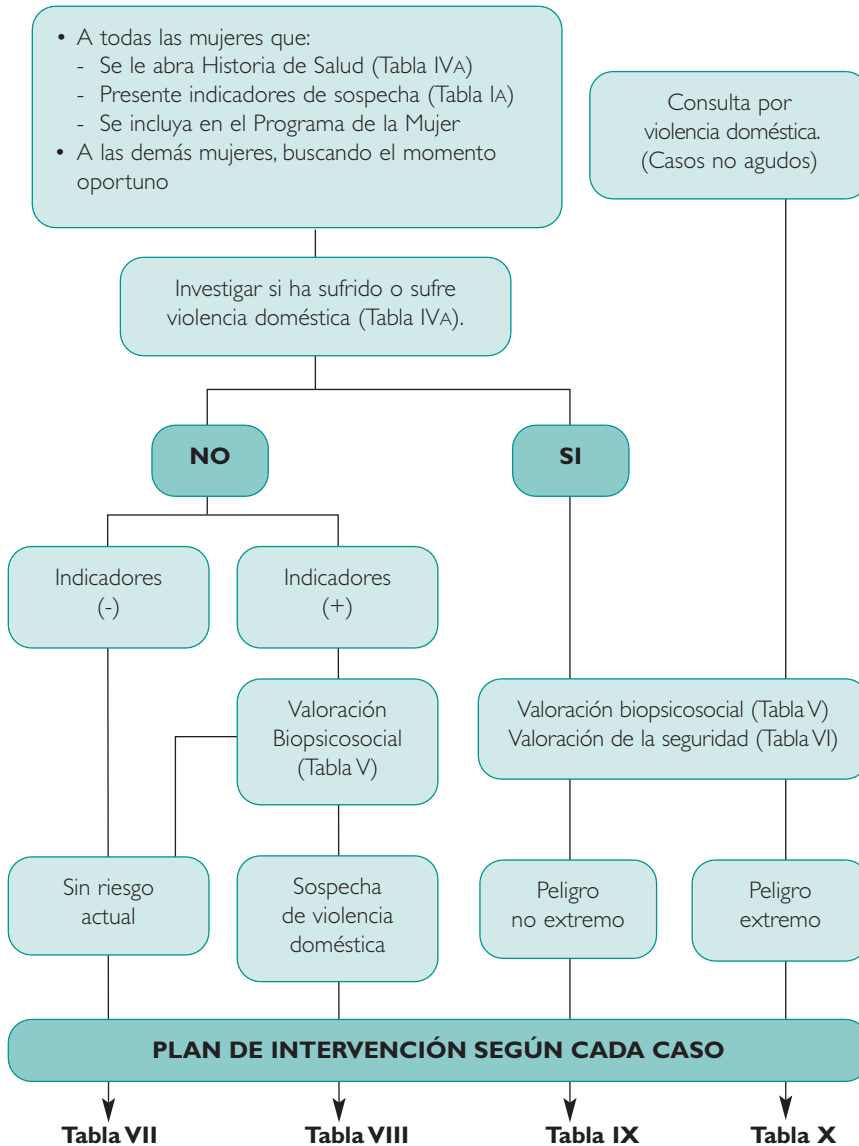 • A todas las mujeres que:
- Se le abra Historia de Salud (Tabla IVA)
- Presente indicadores de sospecha (Tabla IA)
- Se incluya en el Programa de la Mujer
• A las demás mujeres, buscando el momento
oportuno
Consulta por
violencia doméstica.
(Casos no agudos)
Investigar si ha sufrido o sufre
violencia doméstica (Tabla IVA).
NO
SI
Indicadores
(-)
Indicadores
(+)
Valoración
Biopsicosocial
(Tabla V)
Valoración biopsicosocial (Tabla V)
Valoración de la seguridad (Tabla VI)
Sin riesgo
actual
Sospecha
de violencia
doméstica
Peligro
no extremo
Peligro
extremo
PLAN DE INTERVENCIÓN SEGÚN CADA CASO
Tabla VII
Tabla VIII
Tabla IX
Tabla X